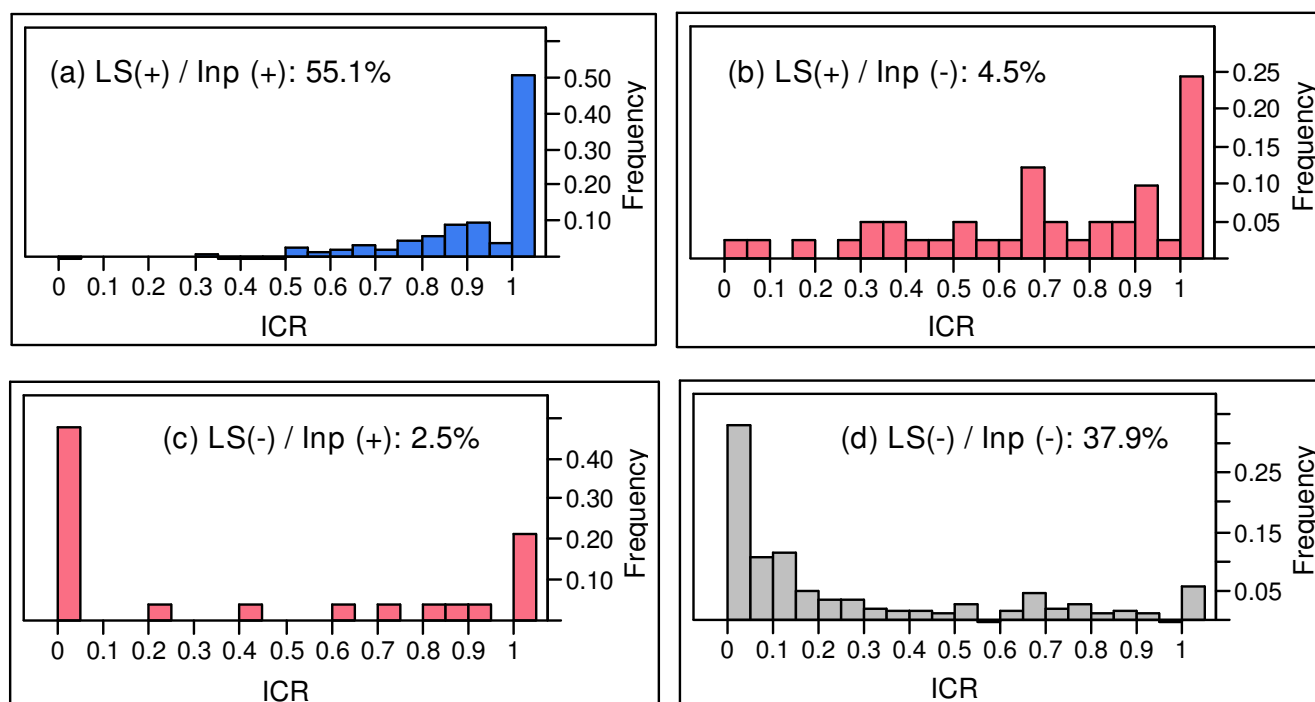 (a) LS(+) / Inp (+): 55.1%
0.50
0.40
0.30
0.20
0.10
Frequency
0 0.1 0.2 0.3 0.4 0.5 0.6 0.7 0.8 0.9 1
ICR
(b) LS(+) / Inp (-): 4.5%
0.25
0.20
0.15
0.10
0.05
Frequency
0 0.1 0.2 0.3 0.4 0.5 0.6 0.7 0.8 0.9 1
ICR
(c) LS(-) / Inp (+): 2.5%
0.40
0.30
0.20
0.10
Frequency
0 0.1 0.2 0.3 0.4 0.5 0.6 0.7 0.8 0.9 1
ICR
(d) LS(-) / Inp (-): 37.9%
0.25
0.15
0.05
Frequency
0 0.1 0.2 0.3 0.4 0.5 0.6 0.7 0.8 0.9 1
ICR